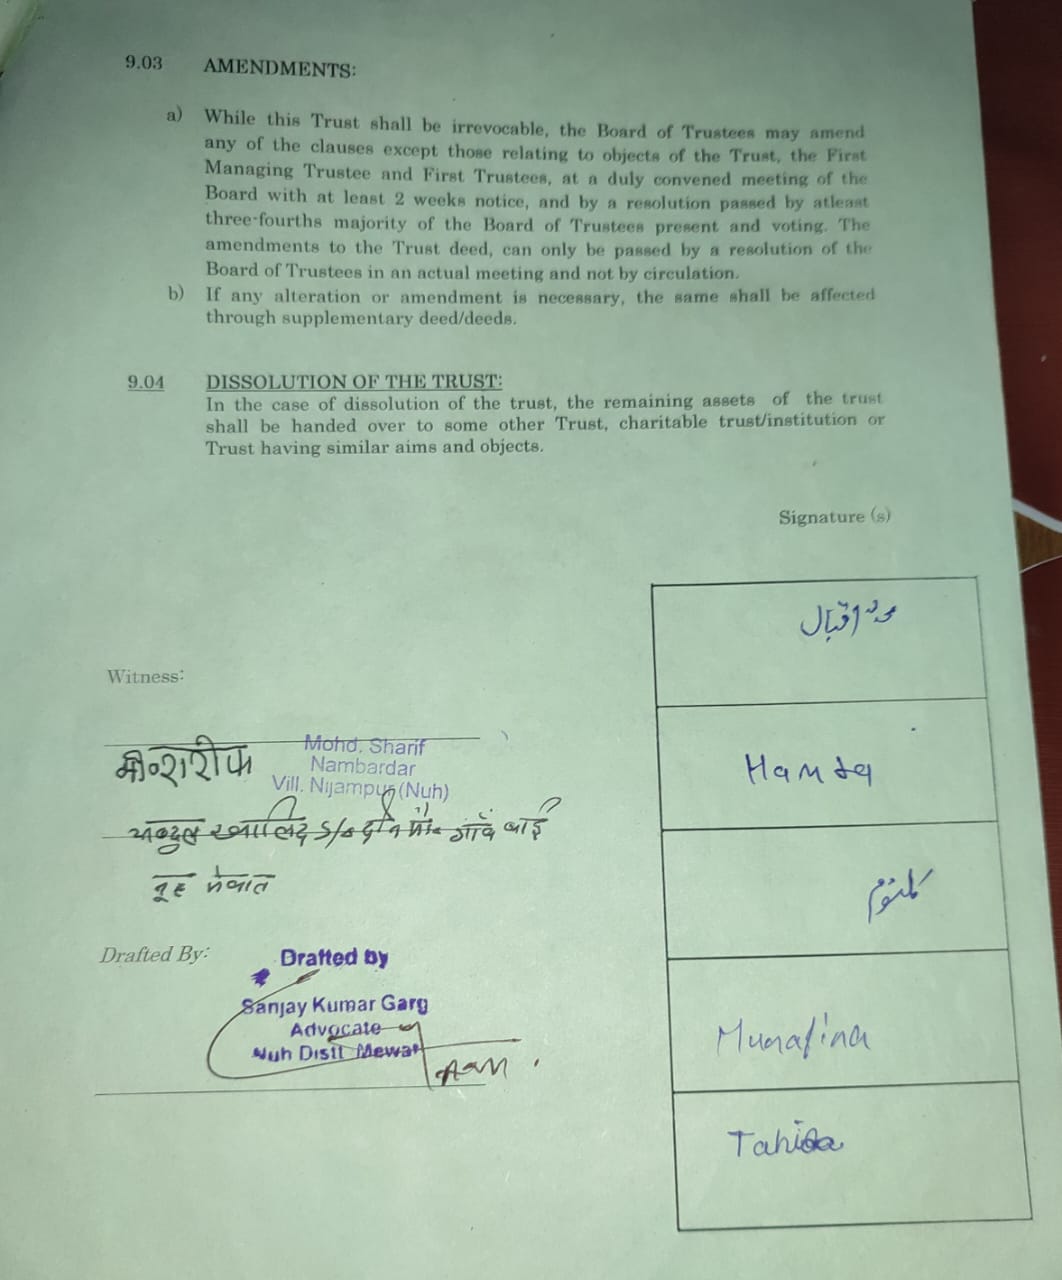 9.03 AMENDMENTS:
a) While this Trust shall be irrevocable, the Board of Trustees may amend
any of the clauses except those relating to objects of the Trust, the First
Managing Trustee and First Trustees, at a duly convened meeting of the
Board with at least 2 weeks notice, and by a resolution passed by atleast
three-fourths majority of the Board of Trustees present and voting. The
amendments to the Trust deed, can only be passed by a resolution of the
Board of Trustees in an actual meeting and not by circulation.
b) If any alteration or amendment is necessary, the same shall be affected
through supplementary deed/deeds.
9.04 DISSOLUTION OF THE TRUST:
In the case of dissolution of the trust, the remaining assets of the trust
shall be handed over to some other Trust, charitable trust/institution or
Trust having similar aims and objects.
Signature (s)
محمد اقبال
Witness:
मो० शरीफ
Mohd. Sharif
Nambardar
Vill. Nijampur (Nuh)
Hamza
अब्दुल खालिद S/o दीन मो० गांव बाई
नूह मेवात
کلثوم
Drafted By:
Drafted by
Sanjay Kumar Garg
Advocate
Nuh Distt Mewat
Munafina
Tahira